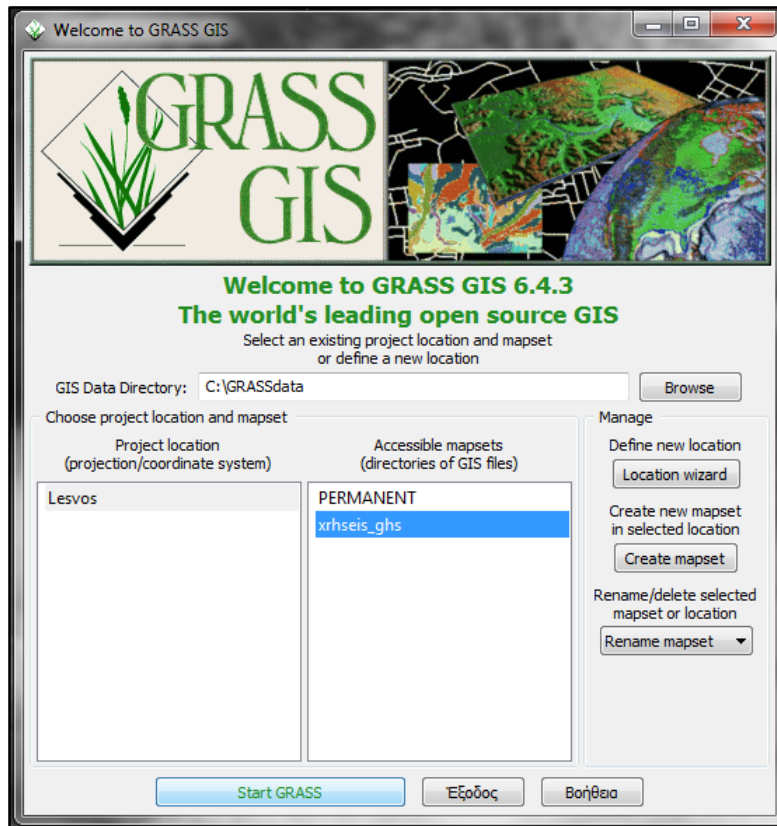 Welcome to GRASS GIS
GRASS
GIS
Welcome to GRASS GIS 6.4.3
The world's leading open source GIS
Select an existing project location and mapset
or define a new location
GIS Data Directory:
C:\GRASSdata
Browse
Choose project location and mapset
Project location
(projection/coordinate system)
Lesvos
Accessible mapsets
(directories of GIS files)
PERMANENT
xrhseis_ghs
Manage
Define new location
Location wizard
Create new mapset
in selected location
Create mapset
Rename/delete selected
mapset or location
Rename mapset
Start GRASS
Έξοδος
Βοήθεια